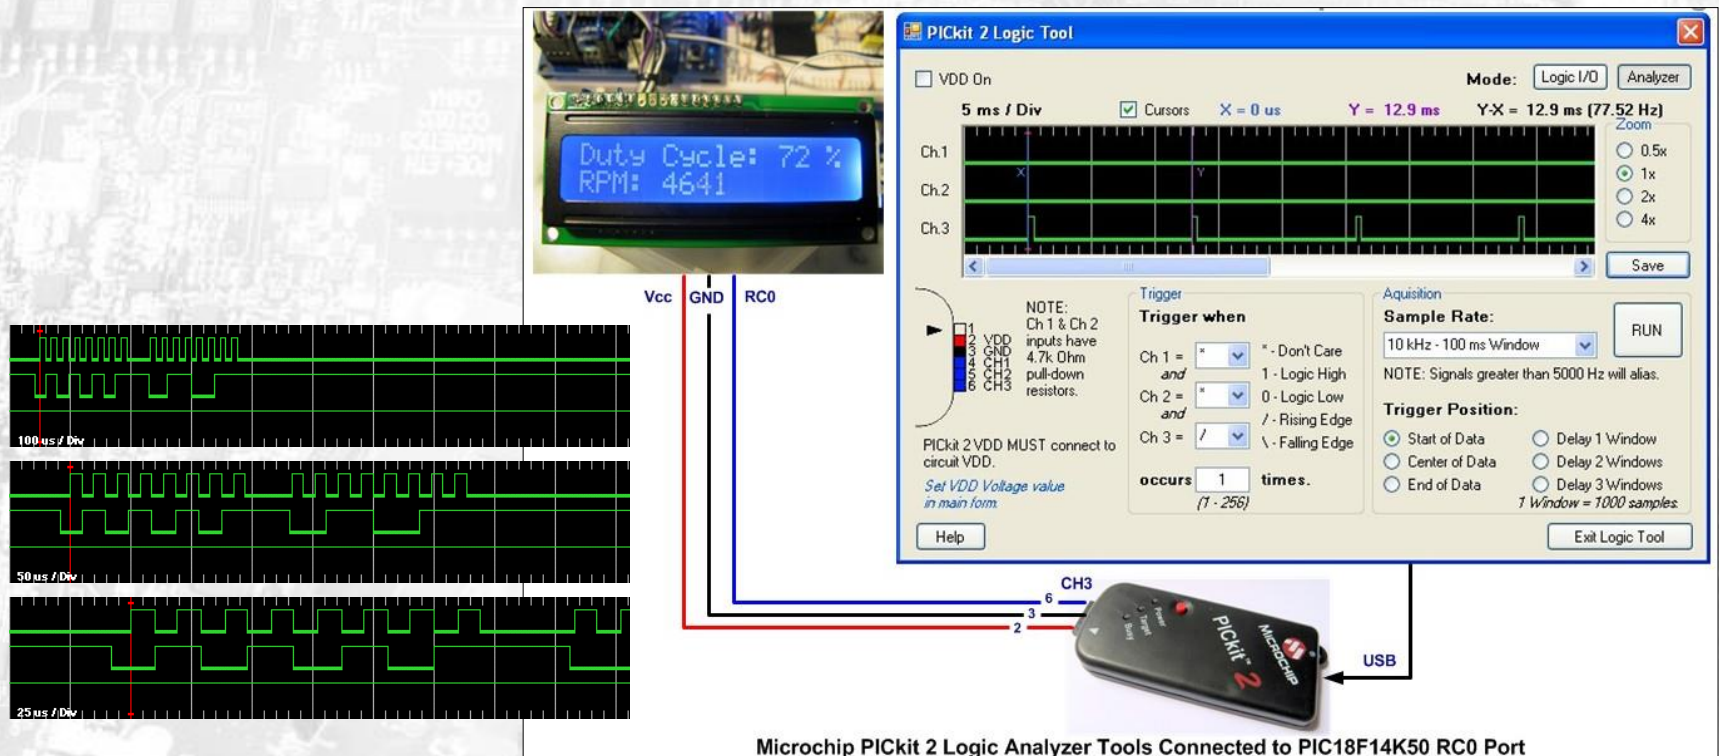 Duty Cycle: 72 %
RPM: 4641
Vcc GND RC0
100 us / Div
50 us / Div
25 us / Div
PICkit 2 Logic Tool
VDD On
Mode: Logic I/O Analyzer
5 ms / Div Cursors X = 0 us Y = 12.9 ms Y-X = 12.9 ms (77.52 Hz)
Zoom
0.5x
1x
2x
4x
Ch.1
Ch.2
Ch.3
X Y
Save
NOTE:
Ch 1 & Ch 2
inputs have
4.7k Ohm
pull-down
resistors.
1
2 VDD
3 GND
4 CH1
5 CH2
6 CH3
PICkit 2 VDD MUST connect to
circuit VDD.
Set VDD Voltage value
in main form.
Help
Trigger
Trigger when
Ch 1 = *
and
Ch 2 = *
and
Ch 3 = /
* - Don't Care
1 - Logic High
0 - Logic Low
/ - Rising Edge
\ - Falling Edge
occurs 1 times.
(1 - 256)
Aquisition
Sample Rate:
10 kHz - 100 ms Window
RUN
NOTE: Signals greater than 5000 Hz will alias.
Trigger Position:
Start of Data
Center of Data
End of Data
Delay 1 Window
Delay 2 Windows
Delay 3 Windows
1 Window = 1000 samples.
Exit Logic Tool
CH3
6
3
2
USB
Power
Target
Busy
PICkit™ 2
MICROCHIP
Microchip PICkit 2 Logic Analyzer Tools Connected to PIC18F14K50 RC0 Port